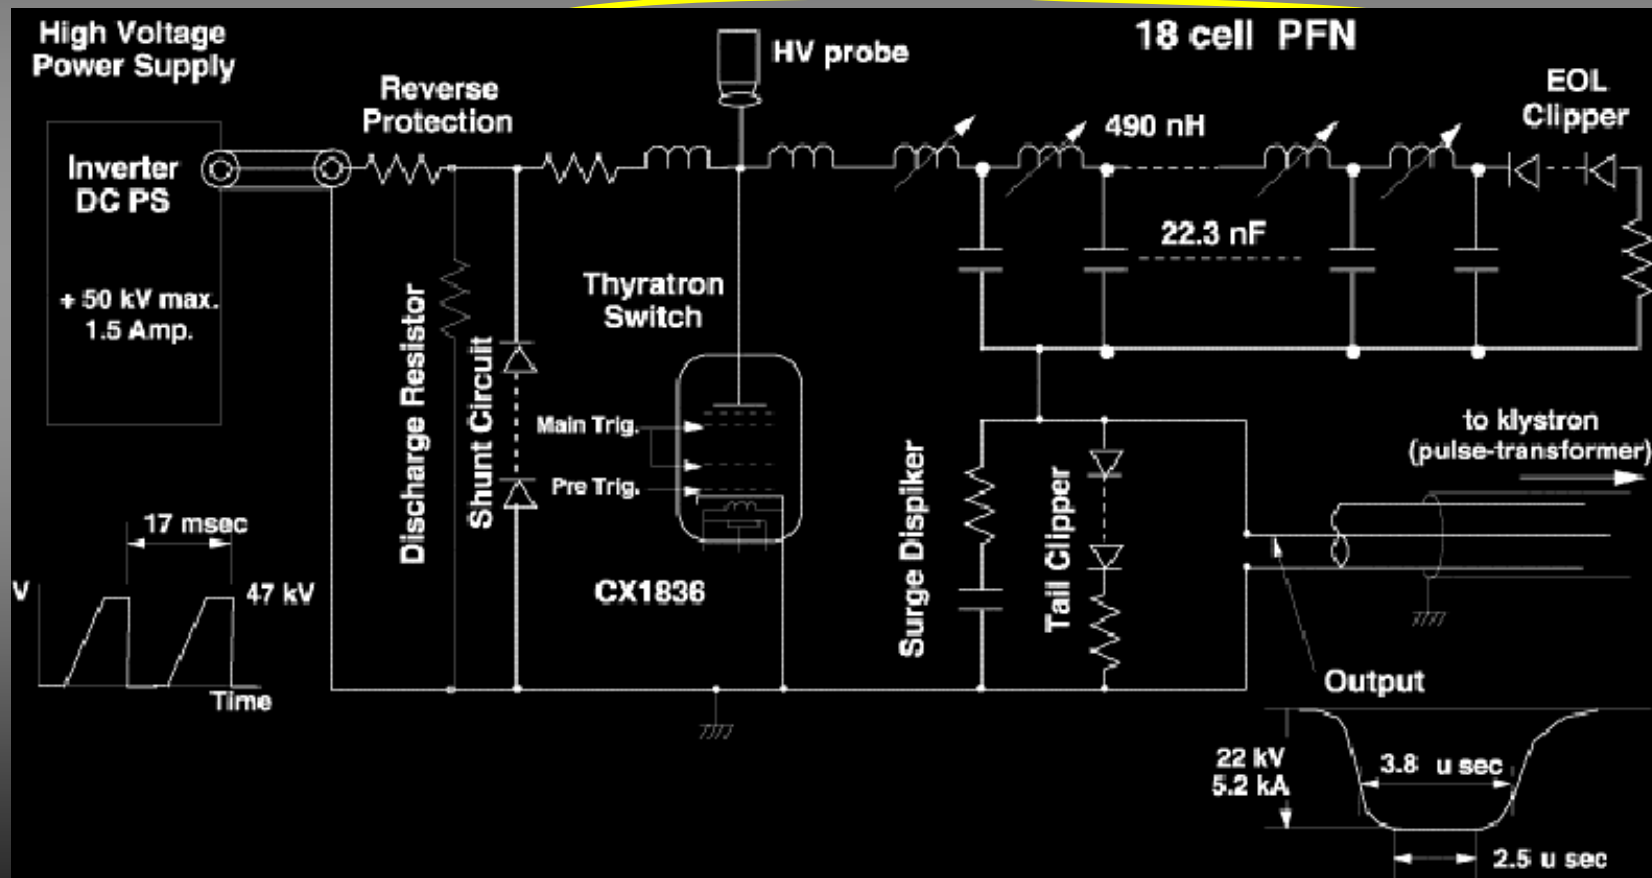 High Voltage
Power Supply
Inverter
DC PS
+ 50 kV max.
1.5 Amp.
Reverse
Protection
HV probe
18 cell PFN
EOL
Clipper
490 nH
22.3 nF
Thyratron
Switch
Discharge Resistor
Shunt Circuit
Main Trig.
Pre Trig.
CX1836
Surge Dispiker
Tail Clipper
to klystron
(pulse-transformer)
17 msec
V
47 kV
Time
Output
22 kV
5.2 kA
3.8 u sec
2.5 u sec